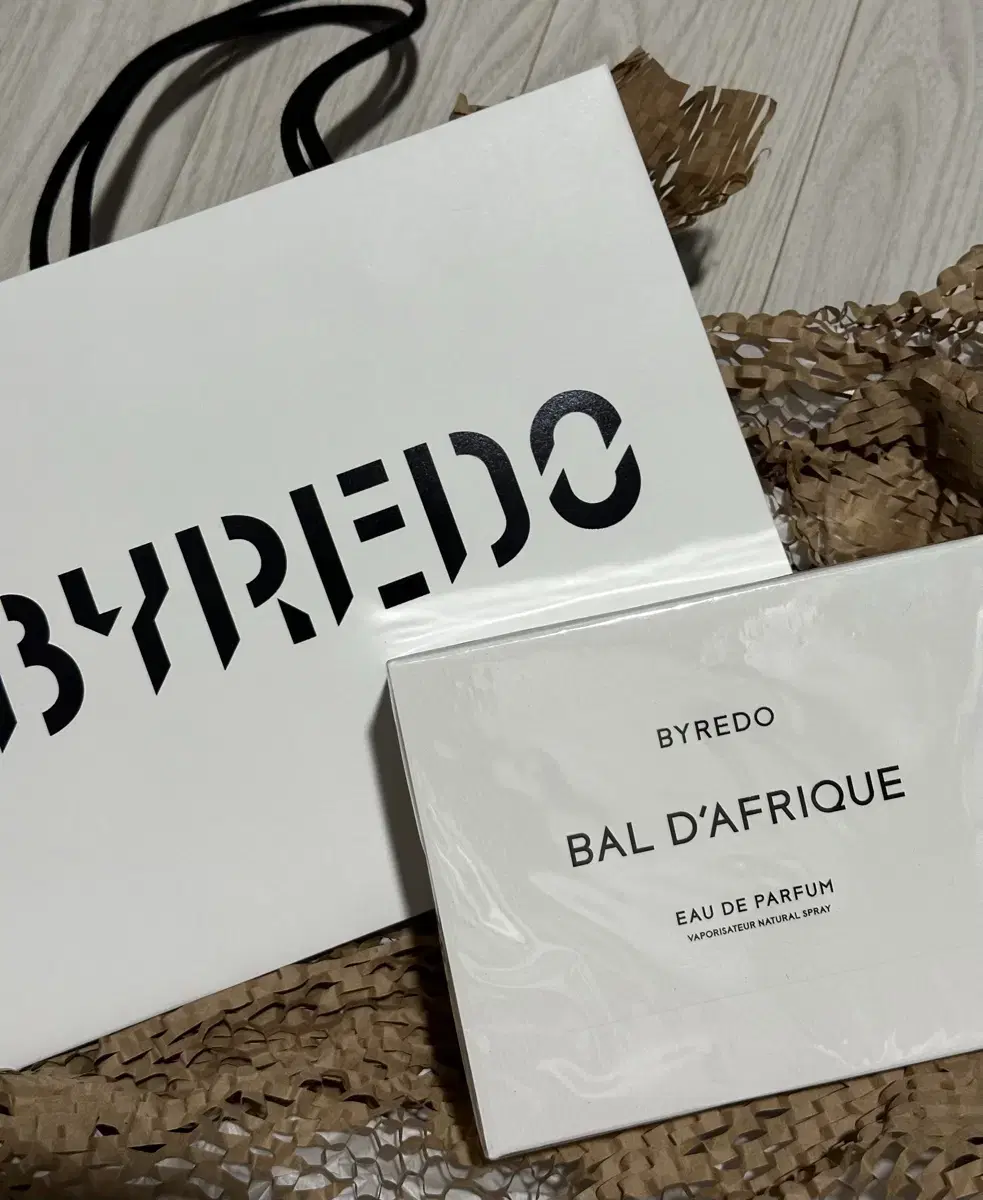 BYREDO
BYREDO
BAL D'AFRIQUE
EAU DE PARFUM
VAPORISATEUR NATURAL SPRAY